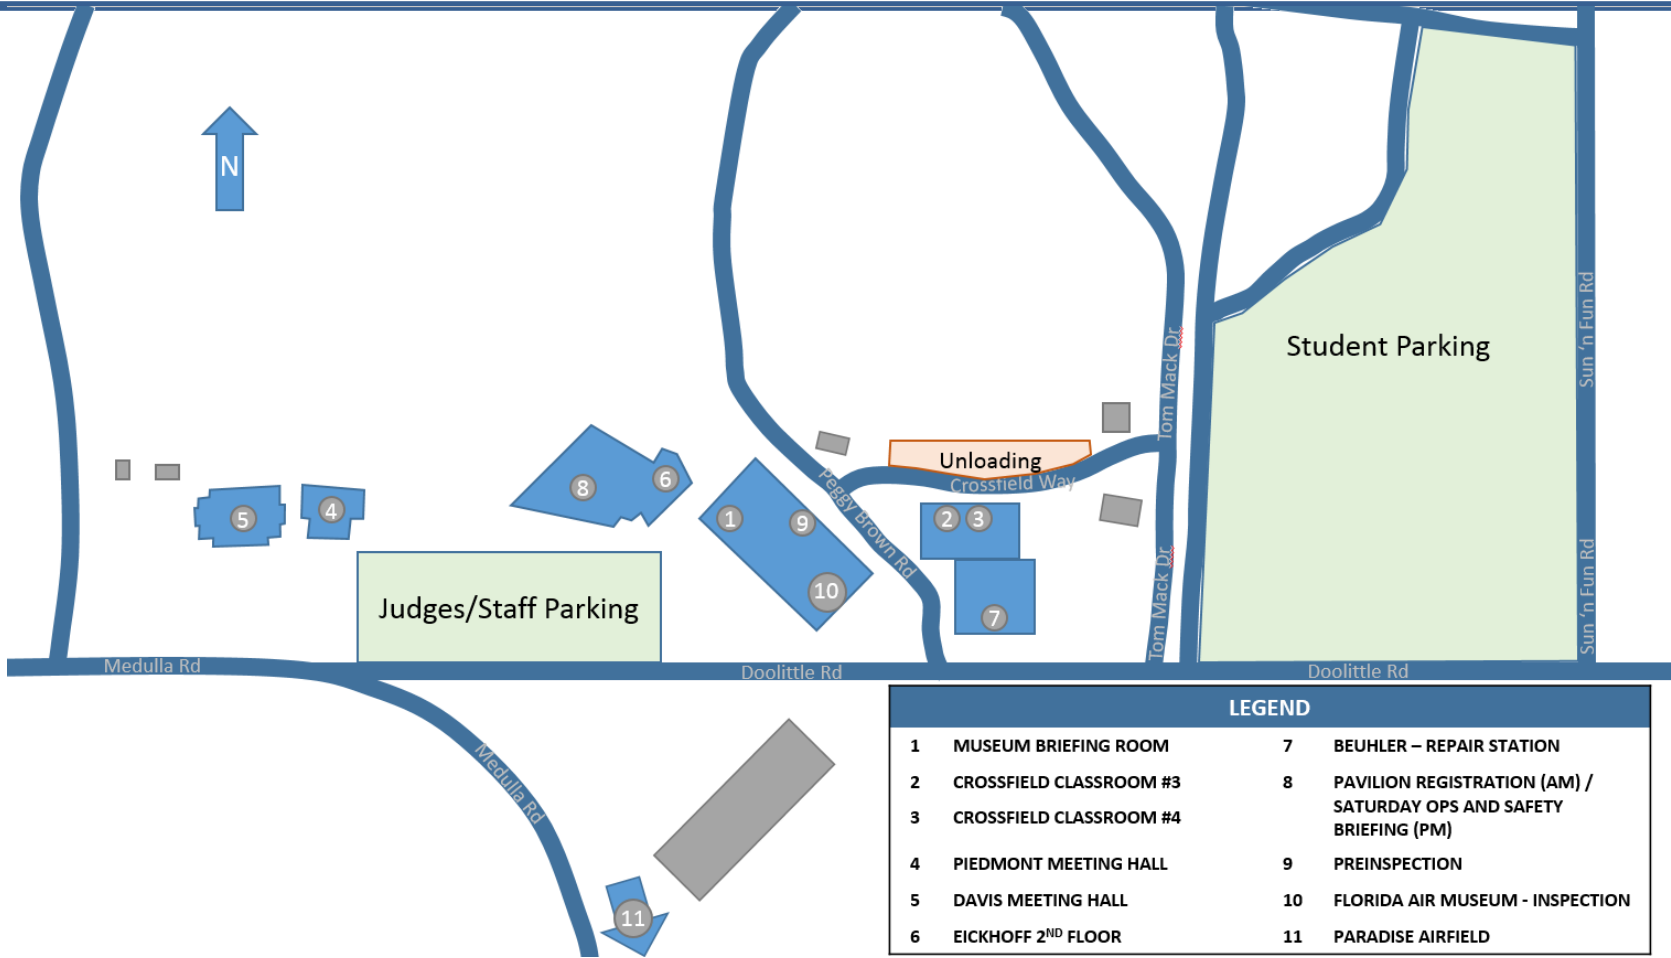 N
Student Parking
Sun 'n Fun Rd
Tom Mack Dr
Unloading
Crossfield Way
Peggy Brown Rd
8
6
5
4
1
9
10
2
3
7
Judges/Staff Parking
Tom Mack Dr
Sun 'n Fun Rd
Medulla Rd
Doolittle Rd
Doolittle Rd
Medulla Rd
11
LEGEND
1 MUSEUM BRIEFING ROOM
2 CROSSFIELD CLASSROOM #3
3 CROSSFIELD CLASSROOM #4
4 PIEDMONT MEETING HALL
5 DAVIS MEETING HALL
6 EICKHOFF 2ND FLOOR
7 BEUHLER – REPAIR STATION
8 PAVILION REGISTRATION (AM) /
SATURDAY OPS AND SAFETY
BRIEFING (PM)
9 PREINSPECTION
10 FLORIDA AIR MUSEUM - INSPECTION
11 PARADISE AIRFIELD